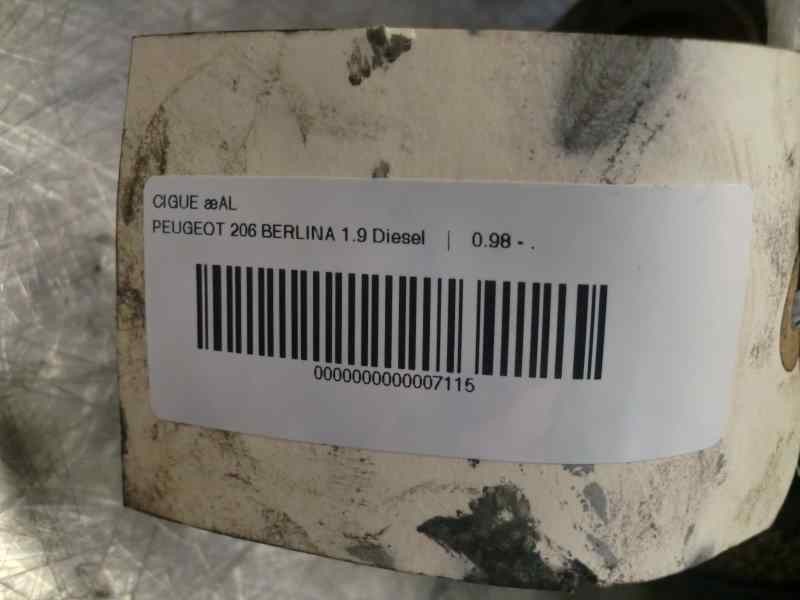 CIGUE æAL
PEUGEOT 206 BERLINA 1.9 Diesel | 0.98 - .
0000000000007115